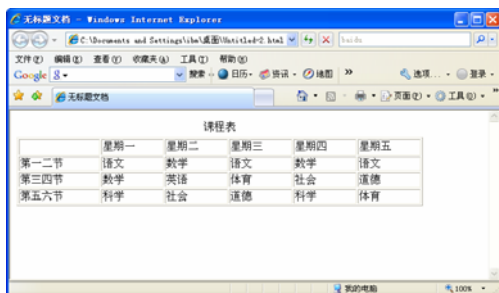 无标题文档 - Windows Internet Explorer
C:\Documents and Settings\ibm\桌面\Untitled-2.html
baidu
文件(F) 编辑(E) 查看(V) 收藏夹(A) 工具(T) 帮助(H)
Google 搜索 日历 资讯 地图 » 选项... 登录
无标题文档 页面(P) 工具(O) »
课程表
星期一 星期二 星期三 星期四 星期五
第一二节 语文 数学 语文 数学 语文
第三四节 数学 英语 体育 社会 道德
第五六节 科学 社会 道德 科学 体育
我的电脑 100%